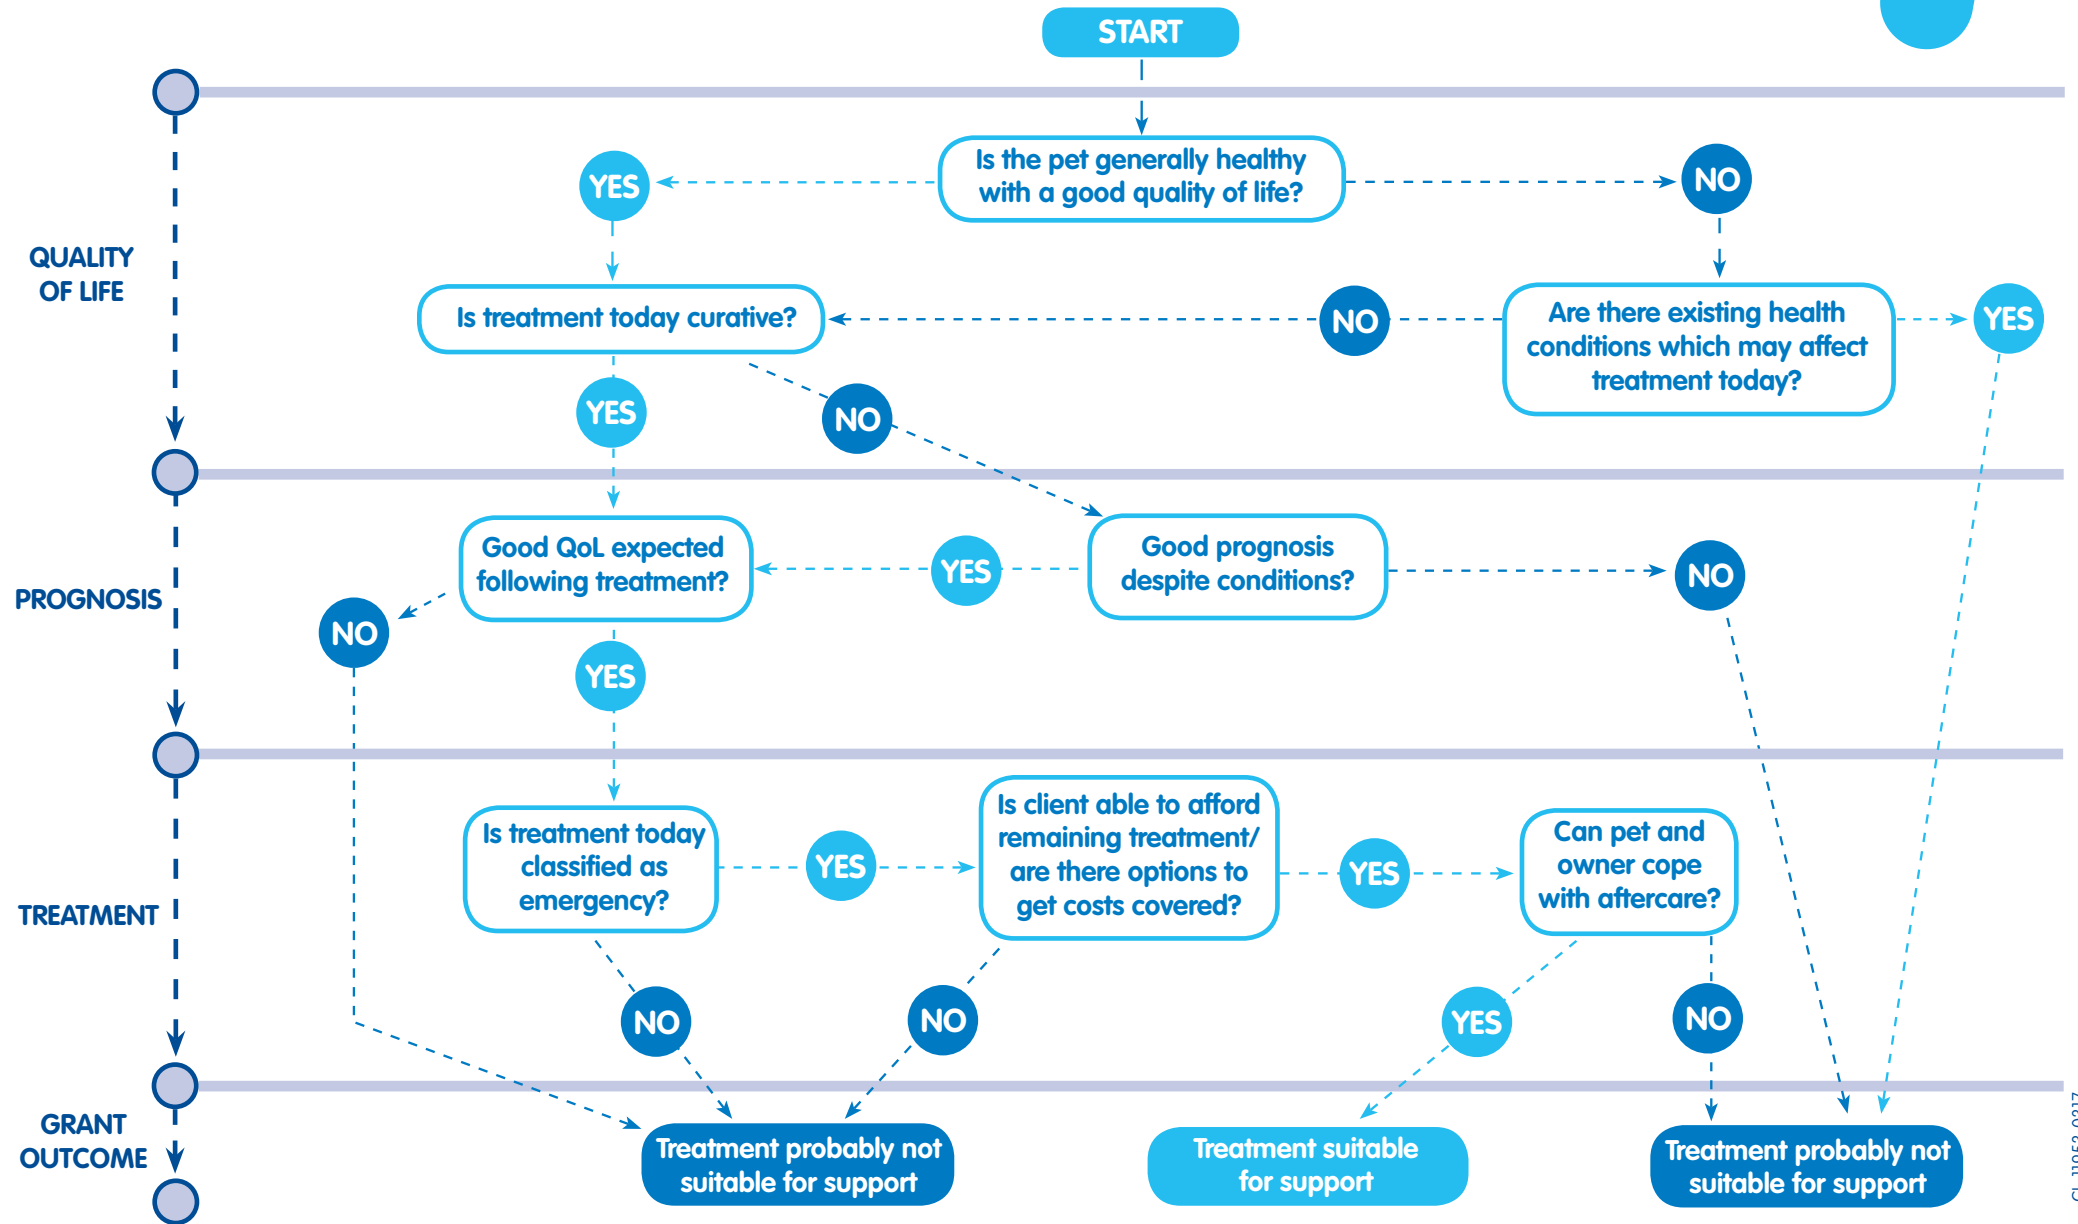 START
Is the pet generally healthy
with a good quality of life?
YES
NO
QUALITY
OF LIFE
Is treatment today curative?
NO
Are there existing health
conditions which may affect
treatment today?
YES
YES
NO
PROGNOSIS
Good QoL expected
following treatment?
YES
Good prognosis
despite conditions?
NO
NO
YES
TREATMENT
Is treatment today
classified as
emergency?
YES
Is client able to afford
remaining treatment/
are there options to
get costs covered?
YES
Can pet and
owner cope
with aftercare?
NO
NO
YES
NO
GRANT
OUTCOME
Treatment probably not
suitable for support
Treatment suitable
for support
Treatment probably not
suitable for support